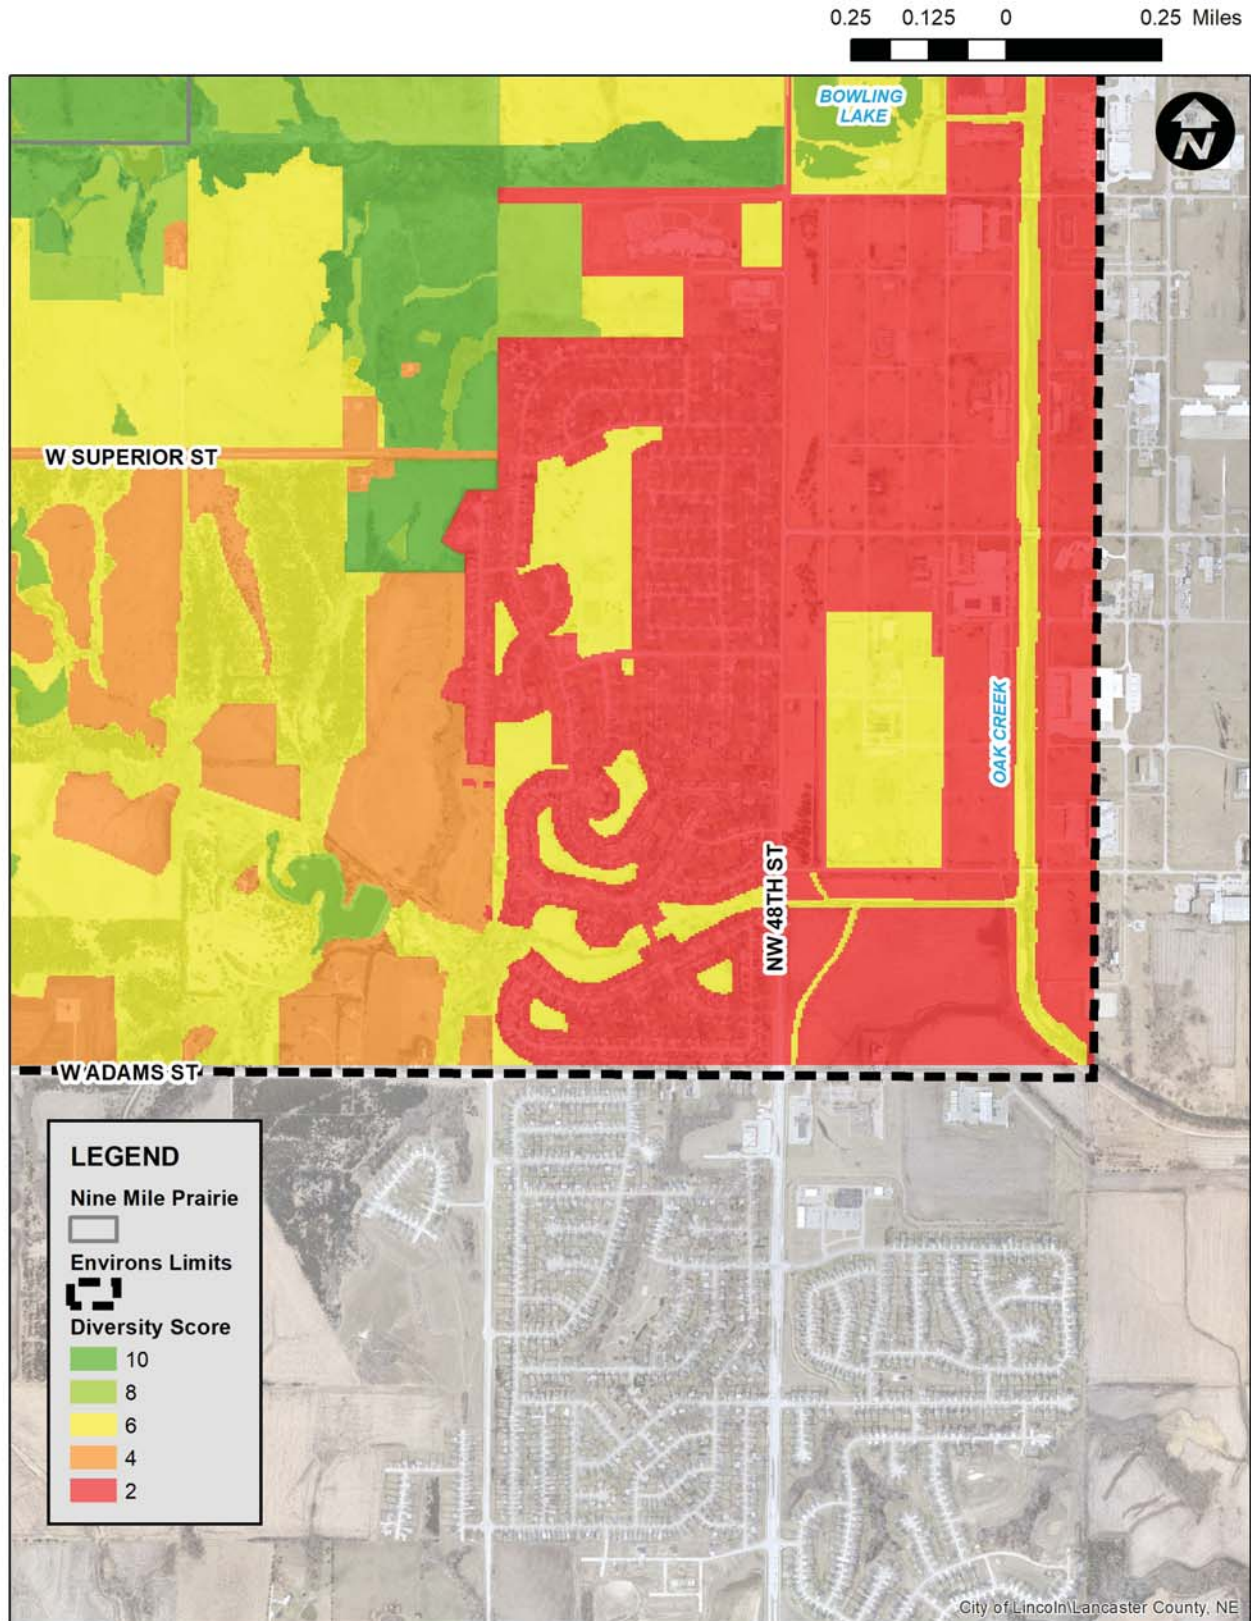 0.25 0.125 0 0.25 Miles
BOWLING
LAKE
N
W SUPERIOR ST
OAK CREEK
NW 48TH ST
W ADAMS ST
LEGEND
Nine Mile Prairie
Environs Limits
Diversity Score
10
8
6
4
2
City of Lincoln\Lancaster County, NE